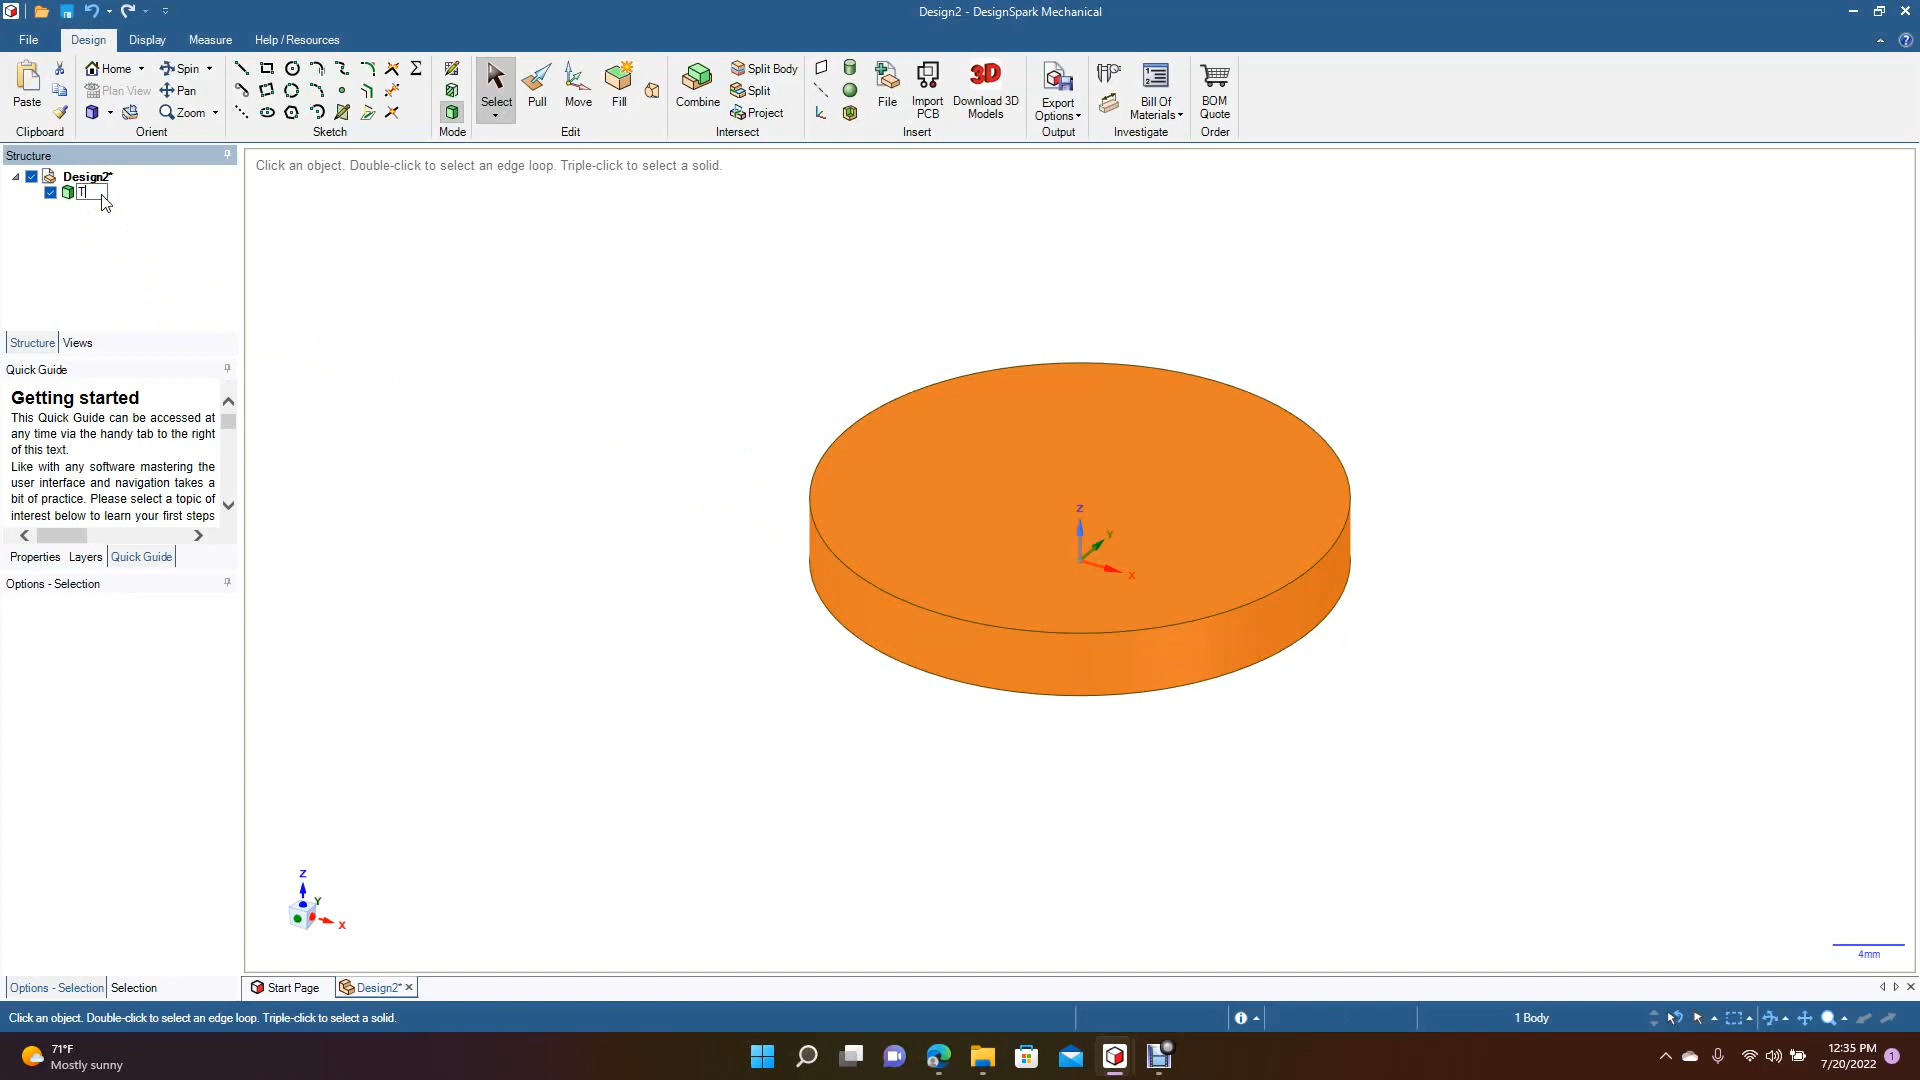 Design2 - DesignSpark Mechanical
File Design Display Measure Help / Resources
Paste
Clipboard
Home Spin
Plan View Pan
Zoom
Orient
Sketch
Mode
Select Pull Move Fill
Edit
Combine
Split Body
Split
Project
Intersect
File
Import PCB
3D
Download 3D Models
Insert
Export Options
Output
Bill Of Materials
Investigate
BOM Quote
Order
Structure
Design2*
T
Structure Views
Quick Guide
Getting started
This Quick Guide can be accessed at
any time via the handy tab to the right
of this text.
Like with any software mastering the
user interface and navigation takes a
bit of practice. Please select a topic of
interest below to learn your first steps
Properties Layers Quick Guide
Options - Selection
Click an object. Double-click to select an edge loop. Triple-click to select a solid.
Z
Y
X
Z
Y
X
4mm
Options - Selection Selection
Start Page Design2*
Click an object. Double-click to select an edge loop. Triple-click to select a solid.
1 Body
71°F
Mostly sunny
12:35 PM
7/20/2022
1